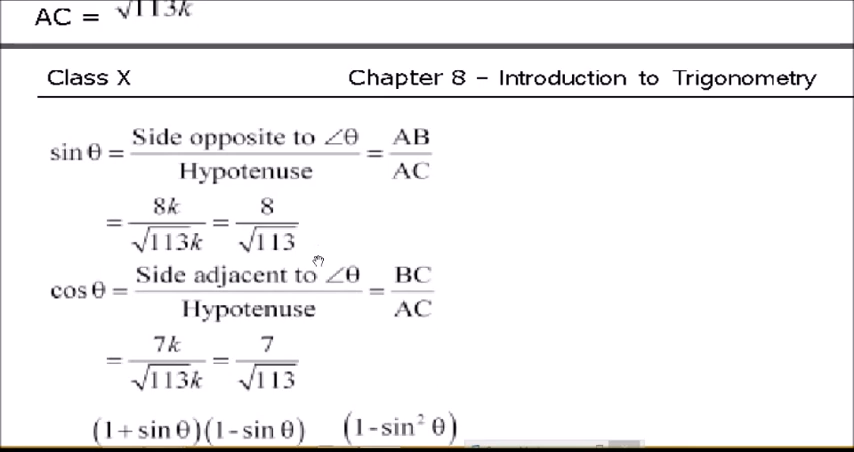 AC = √113k
Class X Chapter 8 – Introduction to Trigonometry
sin θ = Side opposite to ∠θ / Hypotenuse = AB / AC
= 8k / √113k = 8 / √113
cos θ = Side adjacent to ∠θ / Hypotenuse = BC / AC
= 7k / √113k = 7 / √113
(1+sin θ)(1-sin θ) (1-sin² θ)